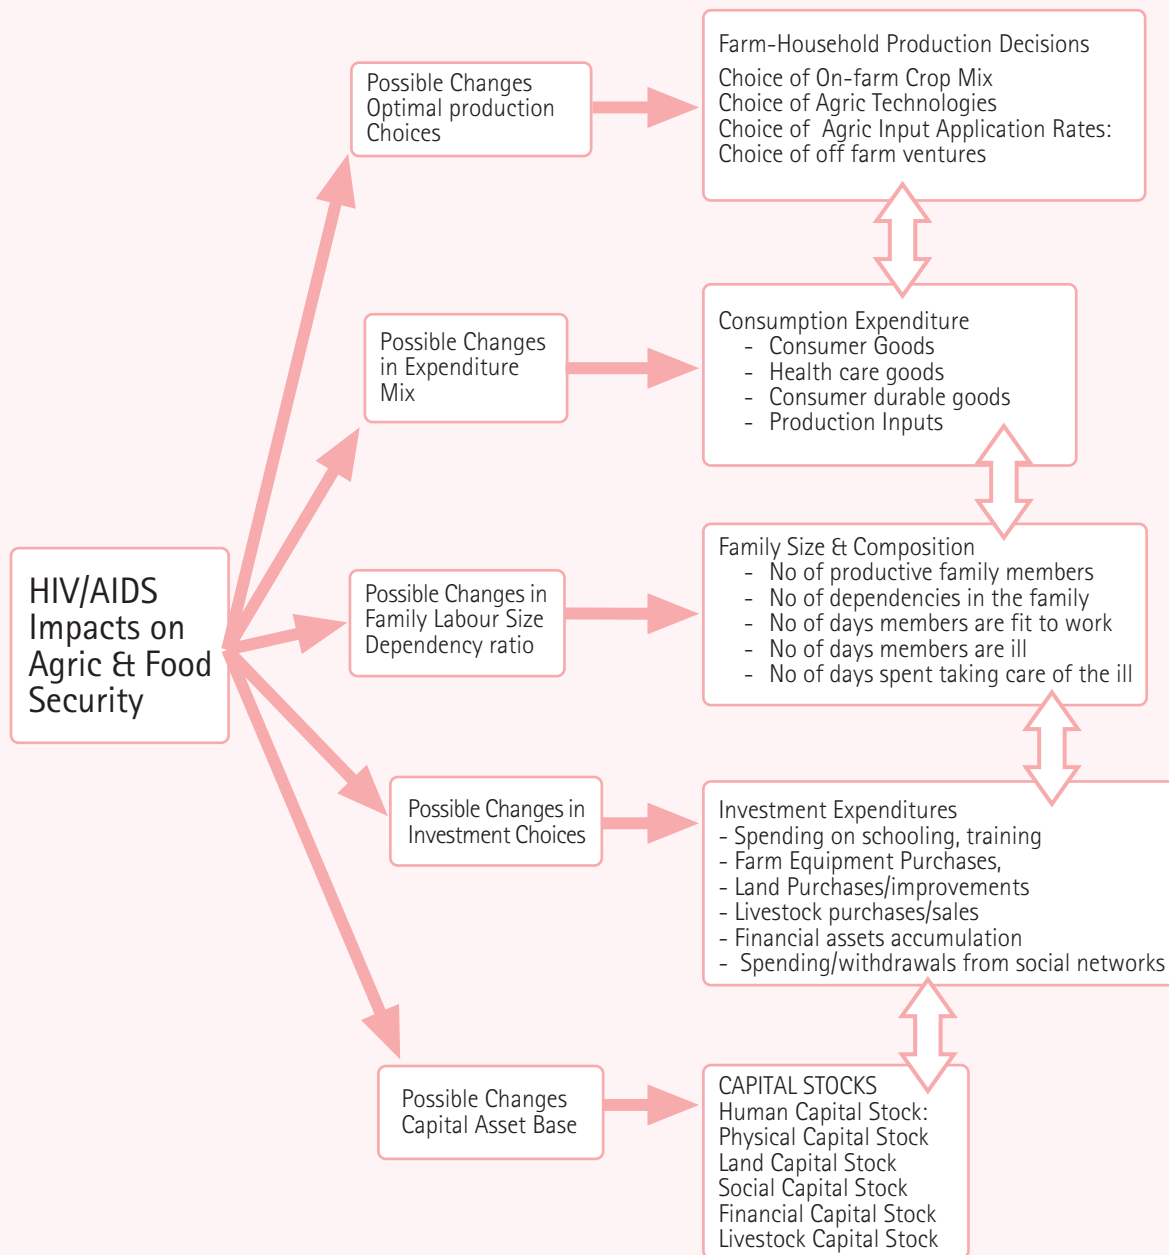 Farm-Household Production Decisions
Choice of On-farm Crop Mix
Choice of Agric Technologies
Choice of  Agric Input Application Rates:
Choice of off farm ventures
Possible Changes
Optimal production
Choices
Consumption Expenditure
- Consumer Goods
- Health care goods
- Consumer durable goods
- Production Inputs
Possible Changes
in Expenditure
Mix
HIV/AIDS
Impacts on
Agric & Food
Security
Possible Changes in
Family Labour Size
Dependency ratio
Family Size & Composition
- No of productive family members
- No of dependencies in the family
- No of days members are fit to work
- No of days members are ill
- No of days spent taking care of the ill
Possible Changes in
Investment Choices
Investment Expenditures
- Spending on schooling, training
- Farm Equipment Purchases,
- Land Purchases/improvements
- Livestock purchases/sales
- Financial assets accumulation
- Spending/withdrawals from social networks
Possible Changes
Capital Asset Base
CAPITAL STOCKS
Human Capital Stock:
Physical Capital Stock
Land Capital Stock
Social Capital Stock
Financial Capital Stock
Livestock Capital Stock